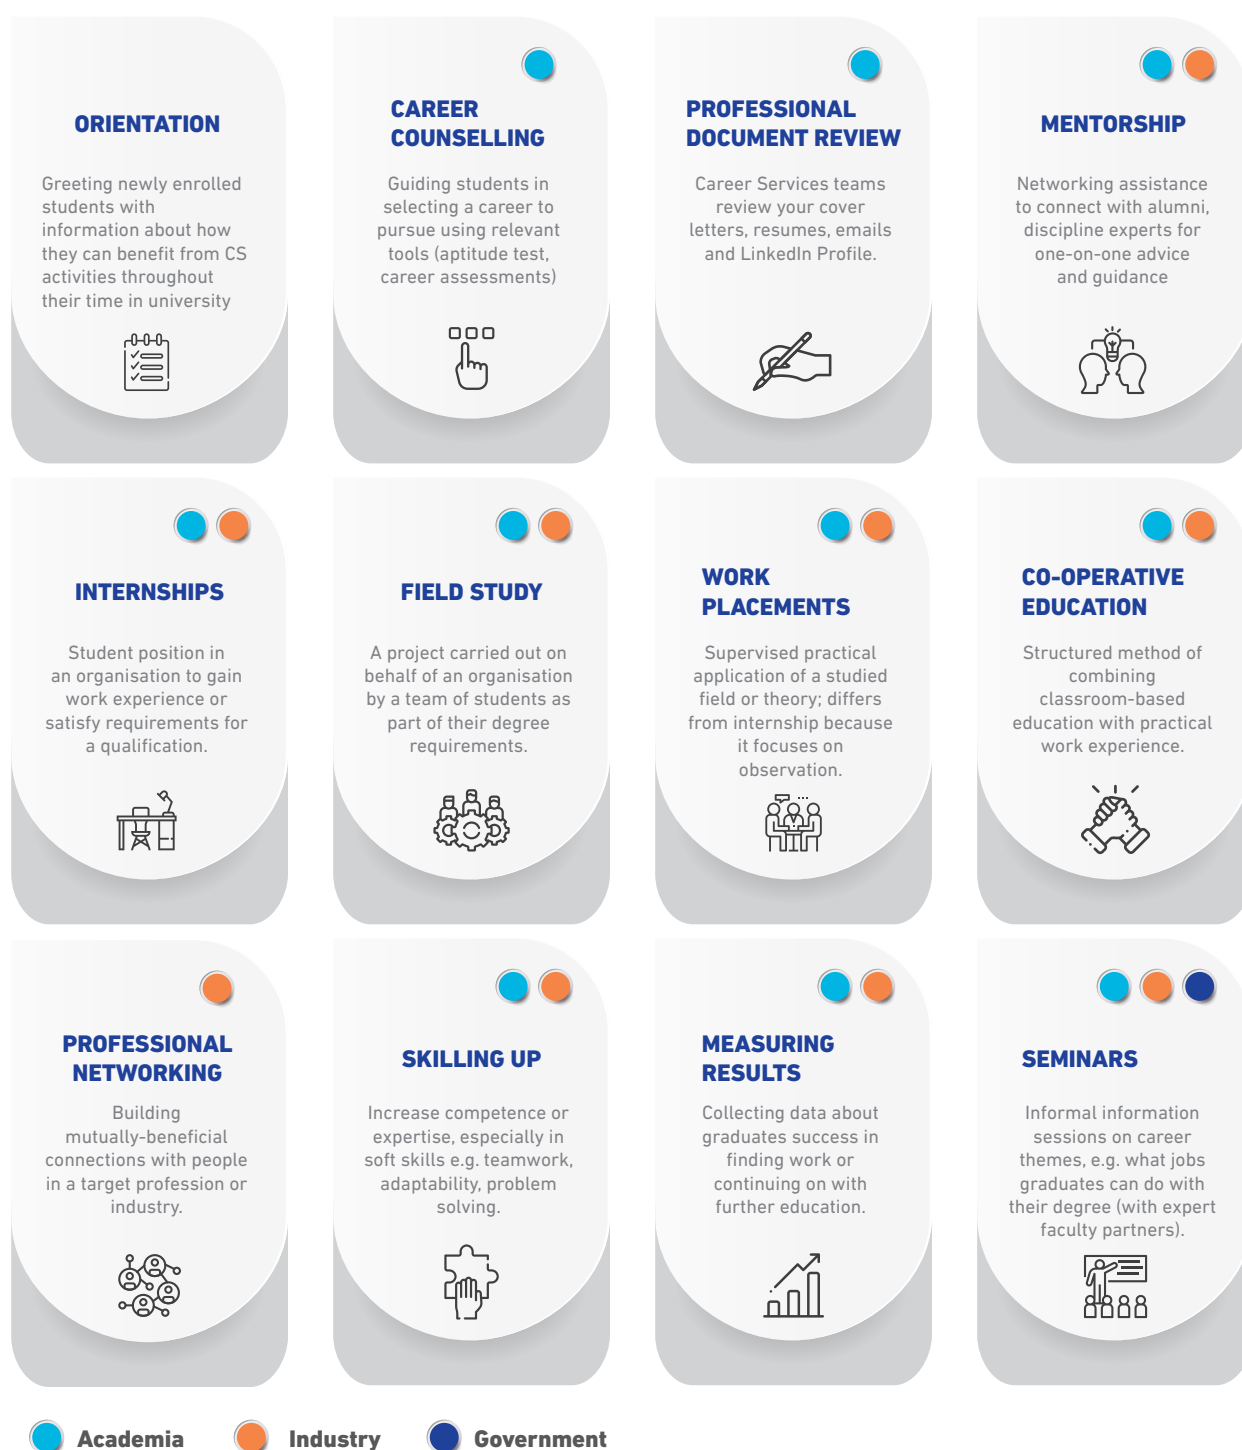 ORIENTATION
Greeting newly enrolled
students with
information about how
they can benefit from CS
activities throughout
their time in university
CAREER
COUNSELLING
Guiding students in
selecting a career to
pursue using relevant
tools (aptitude test,
career assessments)
PROFESSIONAL
DOCUMENT REVIEW
Career Services teams
review your cover
letters, resumes, emails
and LinkedIn Profile.
MENTORSHIP
Networking assistance
to connect with alumni,
discipline experts for
one-on-one advice
and guidance
INTERNSHIPS
Student position in
an organisation to gain
work experience or
satisfy requirements for
a qualification.
FIELD STUDY
A project carried out on
behalf of an organisation
by a team of students as
part of their degree
requirements.
WORK
PLACEMENTS
Supervised practical
application of a studied
field or theory; differs
from internship because
it focuses on
observation.
CO-OPERATIVE
EDUCATION
Structured method of
combining
classroom-based
education with practical
work experience.
PROFESSIONAL
NETWORKING
Building
mutually-beneficial
connections with people
in a target profession or
industry.
SKILLING UP
Increase competence or
expertise, especially in
soft skills e.g. teamwork,
adaptability, problem
solving.
MEASURING
RESULTS
Collecting data about
graduates success in
finding work or
continuing on with
further education.
SEMINARS
Informal information
sessions on career
themes, e.g. what jobs
graduates can do with
their degree (with expert
faculty partners).
Academia
Industry
Government